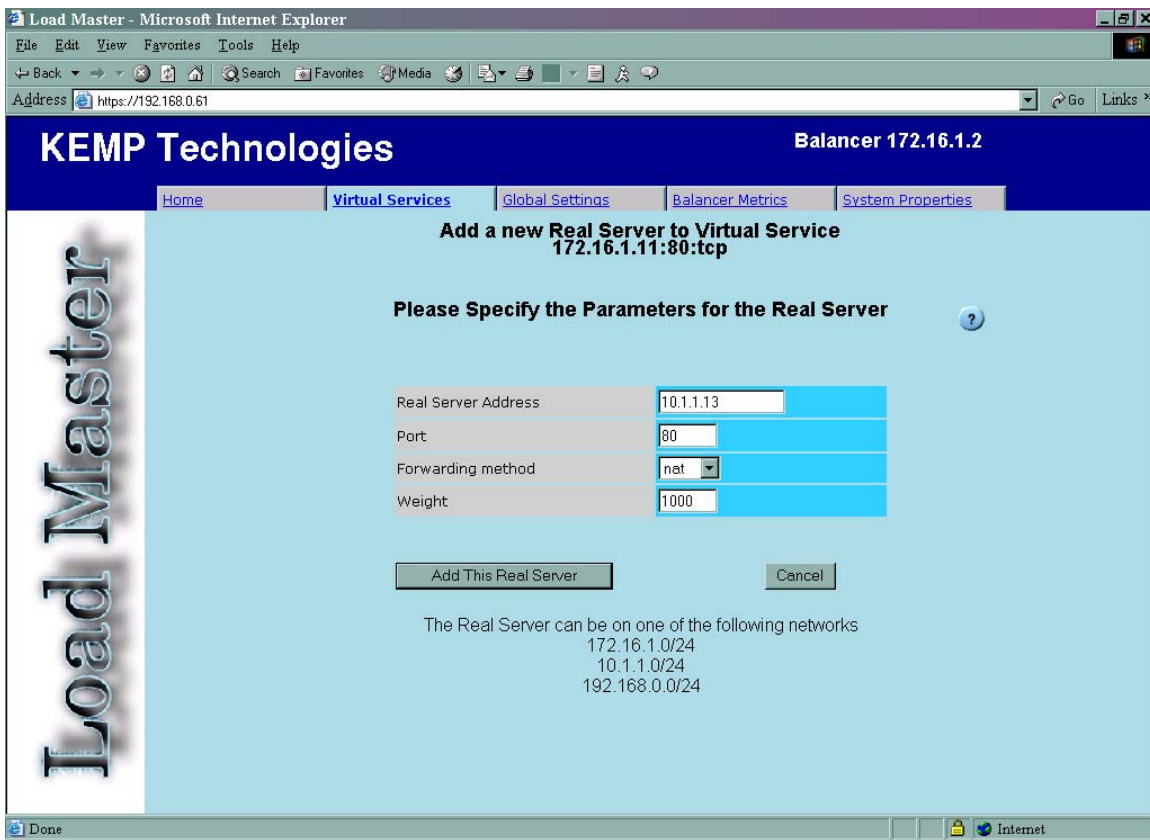 Load Master - Microsoft Internet Explorer
File Edit View Favorites Tools Help
Back Search Favorites Media
Address https://192.168.0.61 Go Links »
KEMP Technologies
Balancer 172.16.1.2
Home Virtual Services Global Settings Balancer Metrics System Properties
Load Master
Add a new Real Server to Virtual Service
172.16.1.11:80:tcp
Please Specify the Parameters for the Real Server
?
Real Server Address 10.1.1.13
Port 80
Forwarding method nat
Weight 1000
Add This Real Server Cancel
The Real Server can be on one of the following networks
172.16.1.0/24
10.1.1.0/24
192.168.0.0/24
Done Internet